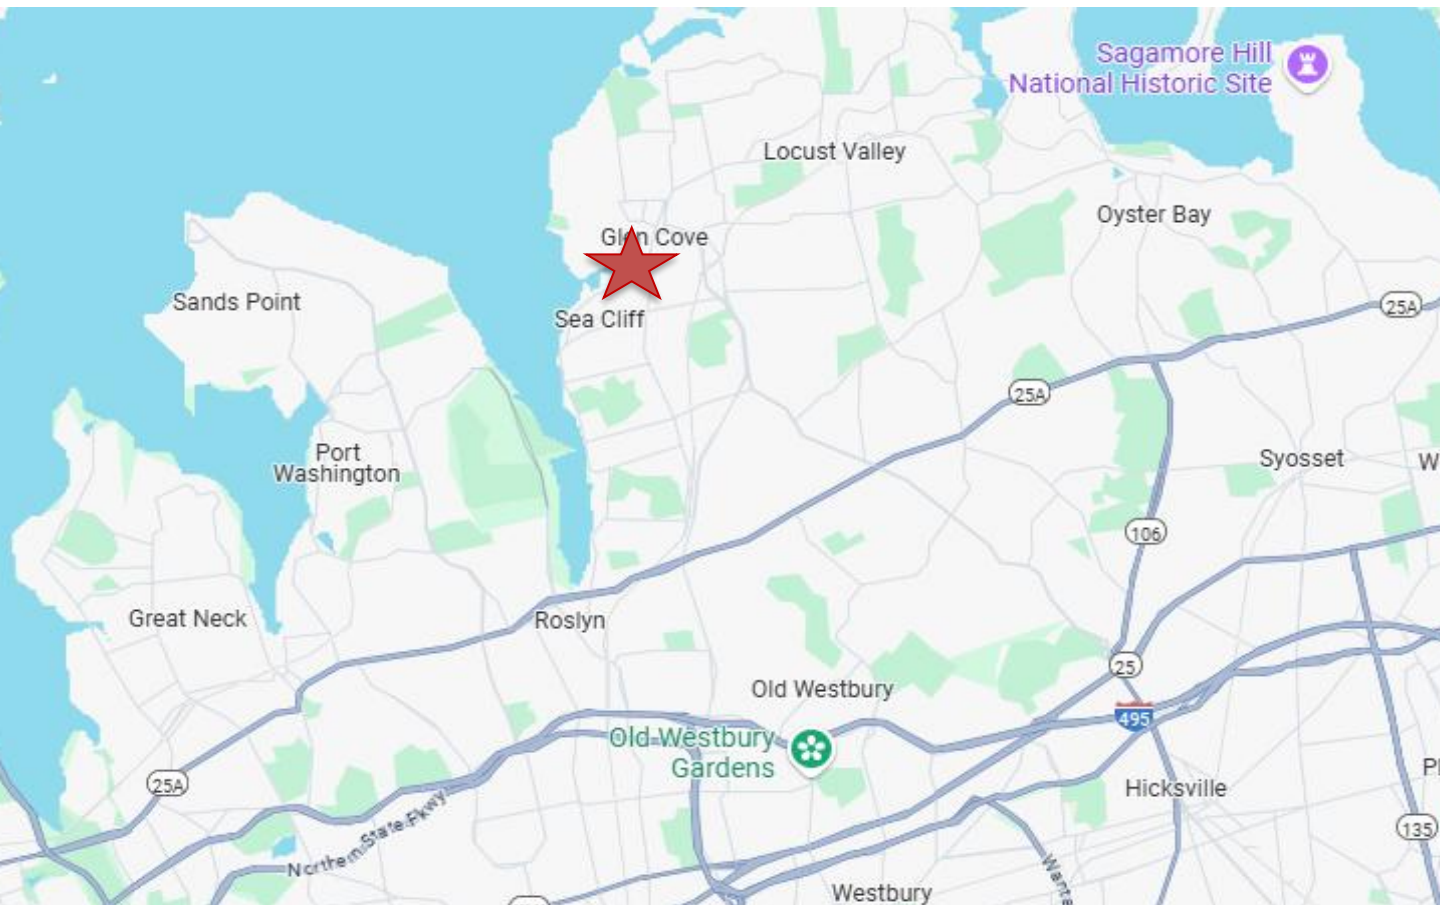 Sagamore Hill
National Historic Site
Locust Valley
Oyster Bay
Glen Cove
Sands Point
25A
Sea Cliff
25A
Port
Washington
Syosset
W
106
Great Neck
Roslyn
25
Old Westbury
495
Old Westbury
Gardens
25A
Hicksville
Pl
Northern State Pkwy
135
Wanta
Westbury